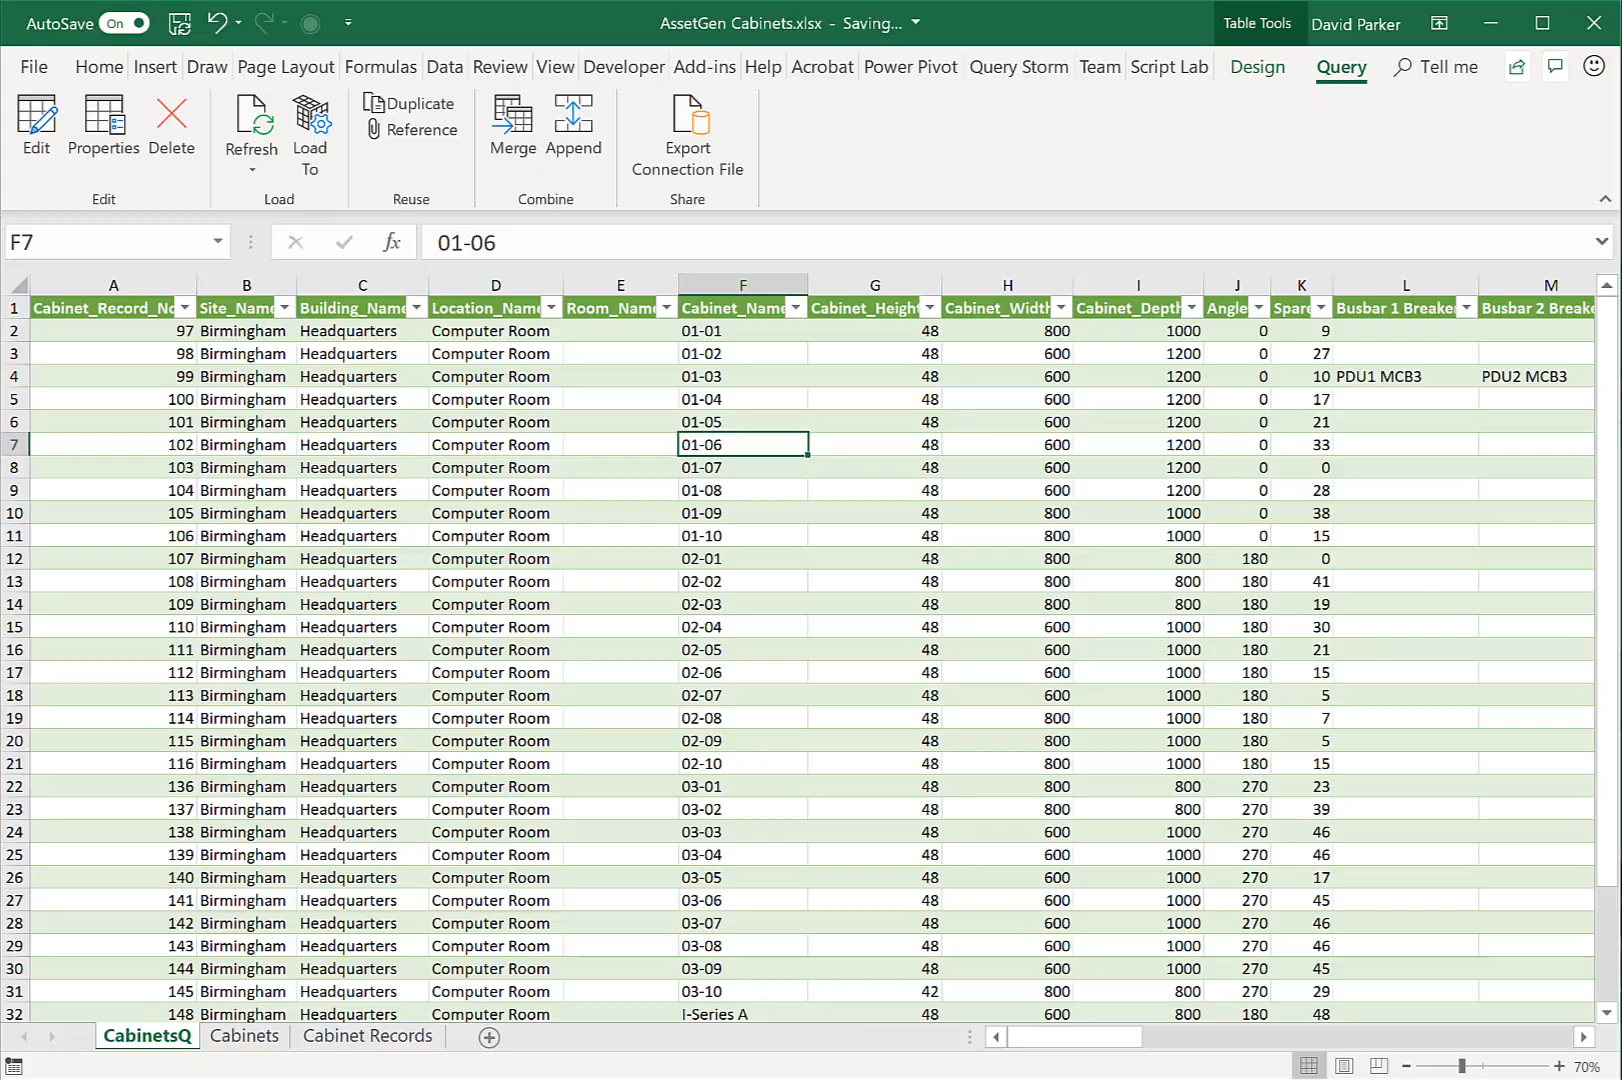 AutoSave On AssetGen Cabinets.xlsx - Saving... Table Tools David Parker
File Home Insert Draw Page Layout Formulas Data Review View Developer Add-ins Help Acrobat Power Pivot Query Storm Team Script Lab Design Query Tell me
Duplicate
Reference
Edit Properties Delete Refresh Load To Merge Append Export Connection File
Edit Load Reuse Combine Share
F7 fx 01-06
A B C D E F G H I J K L M
1 Cabinet_Record_No Site_Name Building_Name Location_Name Room_Name Cabinet_Name Cabinet_Height Cabinet_Width Cabinet_Depth Angle Spare Busbar 1 Breaker Busbar 2 Breake
2 97 Birmingham Headquarters Computer Room 01-01 48 800 1000 0 9
3 98 Birmingham Headquarters Computer Room 01-02 48 600 1200 0 27
4 99 Birmingham Headquarters Computer Room 01-03 48 600 1200 0 10 PDU1 MCB3 PDU2 MCB3
5 100 Birmingham Headquarters Computer Room 01-04 48 600 1200 0 17
6 101 Birmingham Headquarters Computer Room 01-05 48 600 1200 0 21
7 102 Birmingham Headquarters Computer Room 01-06 48 600 1200 0 33
8 103 Birmingham Headquarters Computer Room 01-07 48 600 1200 0 0
9 104 Birmingham Headquarters Computer Room 01-08 48 600 1200 0 28
10 105 Birmingham Headquarters Computer Room 01-09 48 800 1000 0 38
11 106 Birmingham Headquarters Computer Room 01-10 48 800 1000 0 15
12 107 Birmingham Headquarters Computer Room 02-01 48 800 800 180 0
13 108 Birmingham Headquarters Computer Room 02-02 48 800 800 180 41
14 109 Birmingham Headquarters Computer Room 02-03 48 800 800 180 19
15 110 Birmingham Headquarters Computer Room 02-04 48 600 1000 180 30
16 111 Birmingham Headquarters Computer Room 02-05 48 600 1000 180 21
17 112 Birmingham Headquarters Computer Room 02-06 48 600 1000 180 15
18 113 Birmingham Headquarters Computer Room 02-07 48 600 1000 180 5
19 114 Birmingham Headquarters Computer Room 02-08 48 800 1000 180 7
20 115 Birmingham Headquarters Computer Room 02-09 48 800 1000 180 5
21 116 Birmingham Headquarters Computer Room 02-10 48 800 1000 180 15
22 136 Birmingham Headquarters Computer Room 03-01 48 800 800 270 23
23 137 Birmingham Headquarters Computer Room 03-02 48 800 800 270 39
24 138 Birmingham Headquarters Computer Room 03-03 48 600 1000 270 46
25 139 Birmingham Headquarters Computer Room 03-04 48 600 1000 270 46
26 140 Birmingham Headquarters Computer Room 03-05 48 600 1000 270 17
27 141 Birmingham Headquarters Computer Room 03-06 48 600 1000 270 45
28 142 Birmingham Headquarters Computer Room 03-07 48 600 1000 270 46
29 143 Birmingham Headquarters Computer Room 03-08 48 600 1000 270 46
30 144 Birmingham Headquarters Computer Room 03-09 48 600 1000 270 45
31 145 Birmingham Headquarters Computer Room 03-10 42 800 800 270 29
32 148 Birmingham Headquarters Computer Room I-Series A 48 600 800 180 48
CabinetsQ Cabinets Cabinet Records
70%